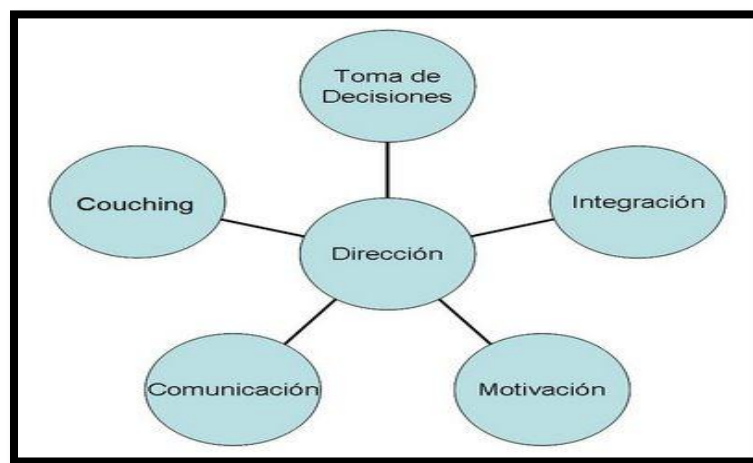 Toma de
Decisiones
Couching
Integración
Dirección
Comunicación
Motivación